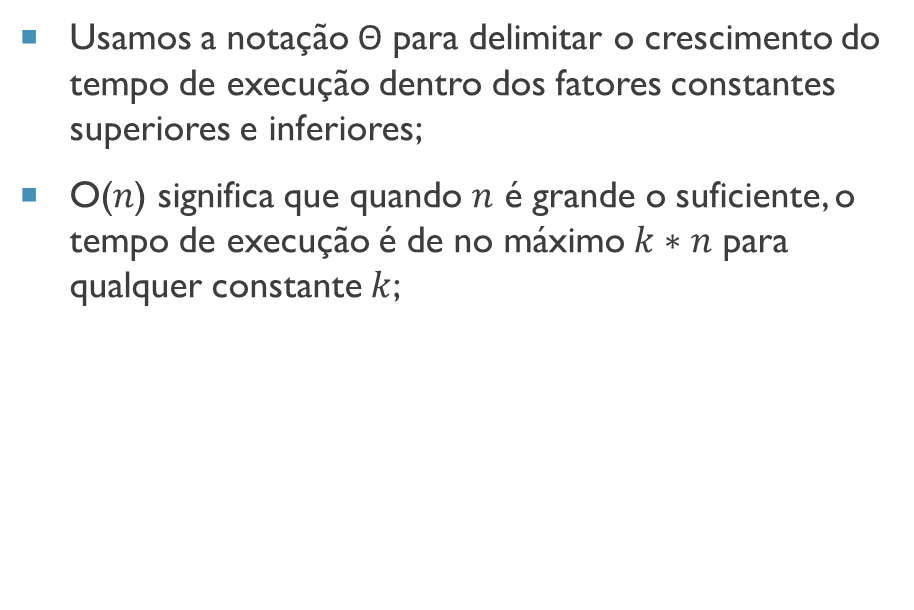 Usamos a notação Θ para delimitar o crescimento do
tempo de execução dentro dos fatores constantes
superiores e inferiores;
O(n) significa que quando n é grande o suficiente, o
tempo de execução é de no máximo k ∗ n para
qualquer constante k;